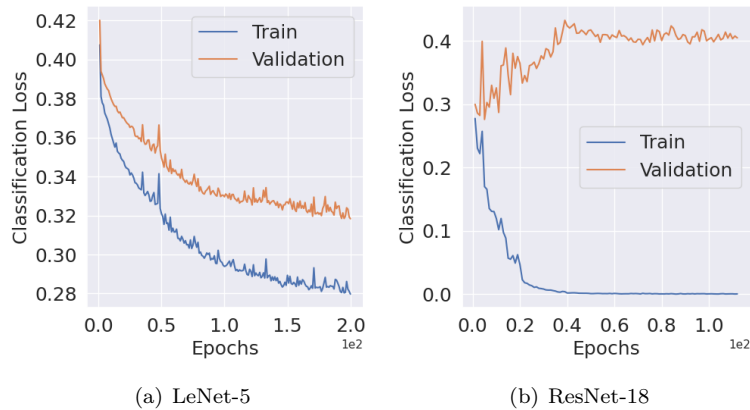 0.42
0.40
0.38
0.36
0.34
0.32
0.30
0.28
Classification Loss
Train
Validation
0.0 0.5 1.0 1.5 2.0
Epochs 1e2
(a) LeNet-5
0.4
0.3
0.2
0.1
0.0
Classification Loss
Train
Validation
0.0 0.2 0.4 0.6 0.8 1.0
Epochs 1e2
(b) ResNet-18